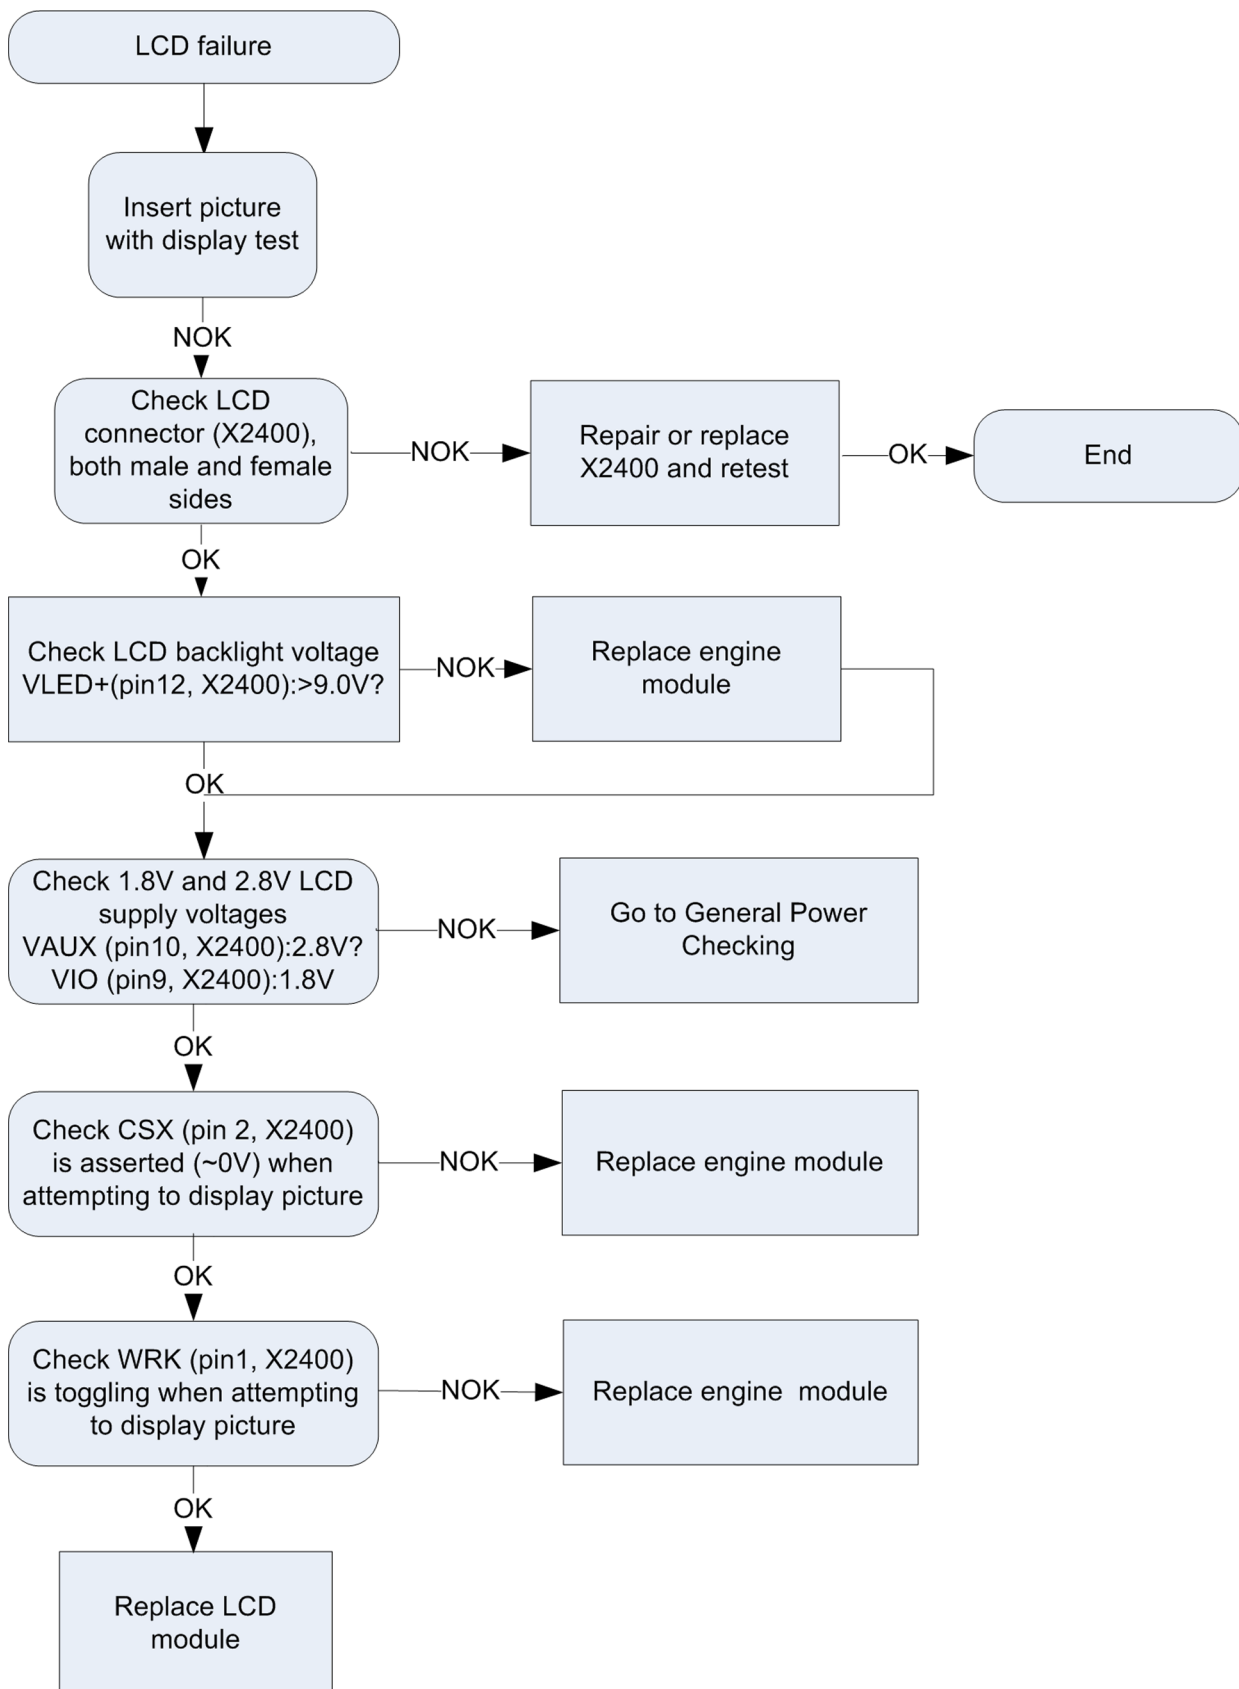 LCD failure
Insert picture
with display test
NOK
Check LCD
connector (X2400),
both male and female
sides
NOK
Repair or replace
X2400 and retest
OK
End
OK
Check LCD backlight voltage
VLED+(pin12, X2400):>9.0V?
NOK
Replace engine
module
OK
Check 1.8V and 2.8V LCD
supply voltages
VAUX (pin10, X2400):2.8V?
VIO (pin9, X2400):1.8V
NOK
Go to General Power
Checking
OK
Check CSX (pin 2, X2400)
is asserted (~0V) when
attempting to display picture
NOK
Replace engine module
OK
Check WRK (pin1, X2400)
is toggling when attempting
to display picture
NOK
Replace engine  module
OK
Replace LCD
module